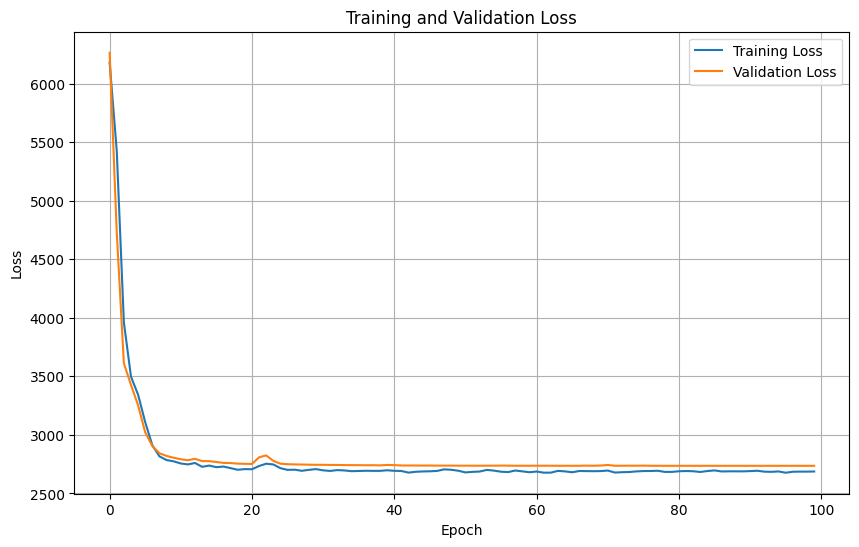 Training and Validation Loss
Training Loss
Validation Loss
6000
5500
5000
4500
4000
3500
3000
2500
Loss
0 20 40 60 80 100
Epoch